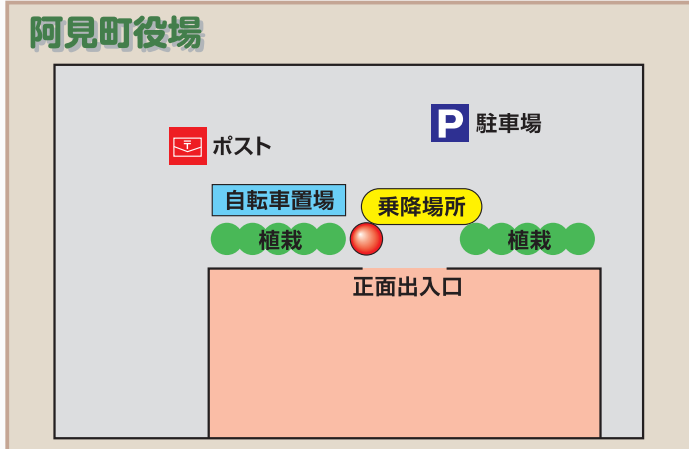 阿見町役場
P 駐車場
〒 ポスト
自転車置場
乗降場所
植栽
植栽
正面出入口